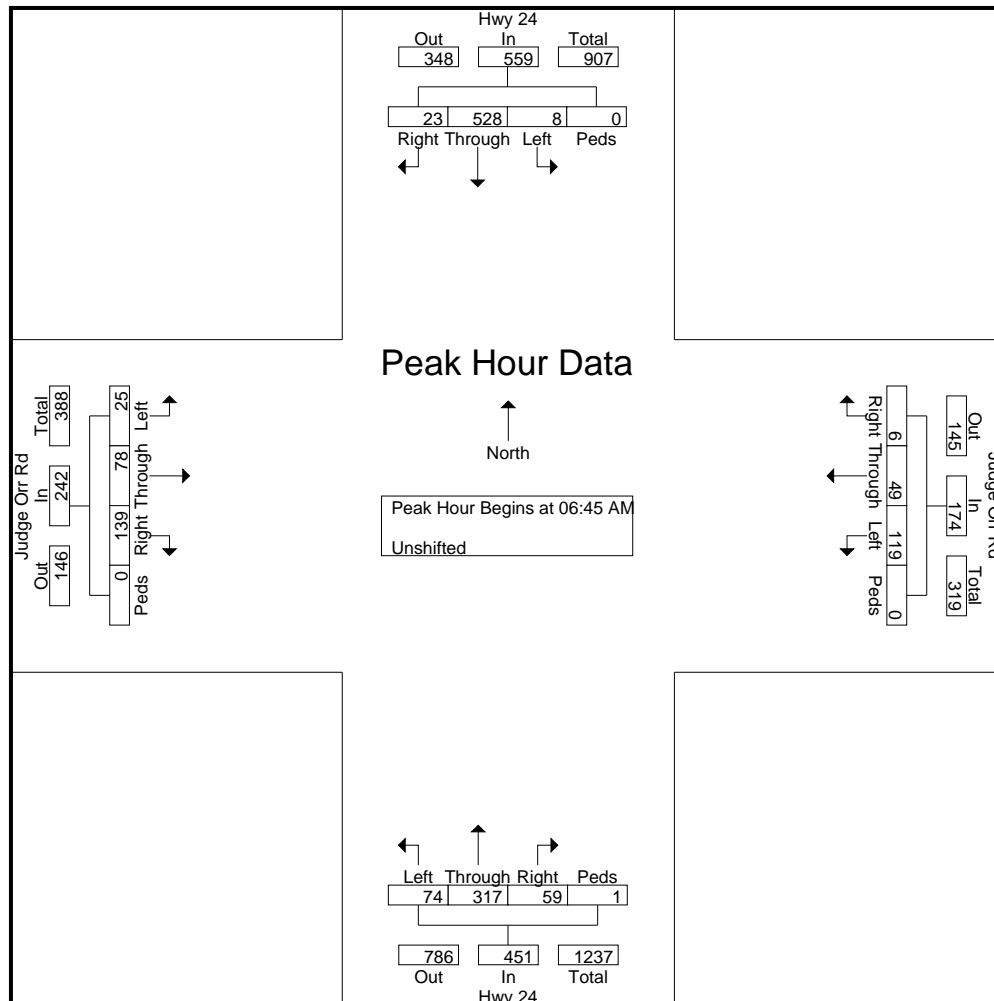 Hwy 24
Out In Total
348 559 907
23 528 8 0
Right Through Left Peds
Peak Hour Data
North
Peak Hour Begins at 06:45 AM
Unshifted
Judge Orr Rd
Out In Total
146 242 388
25 78 139 0
Left Through Right Peds
Right Through Left Peds
6 49 119 0
Out In Total
145 174 319
Judge Orr Rd
Left Through Right Peds
74 317 59 1
786 451 1237
Out In Total
Hwy 24